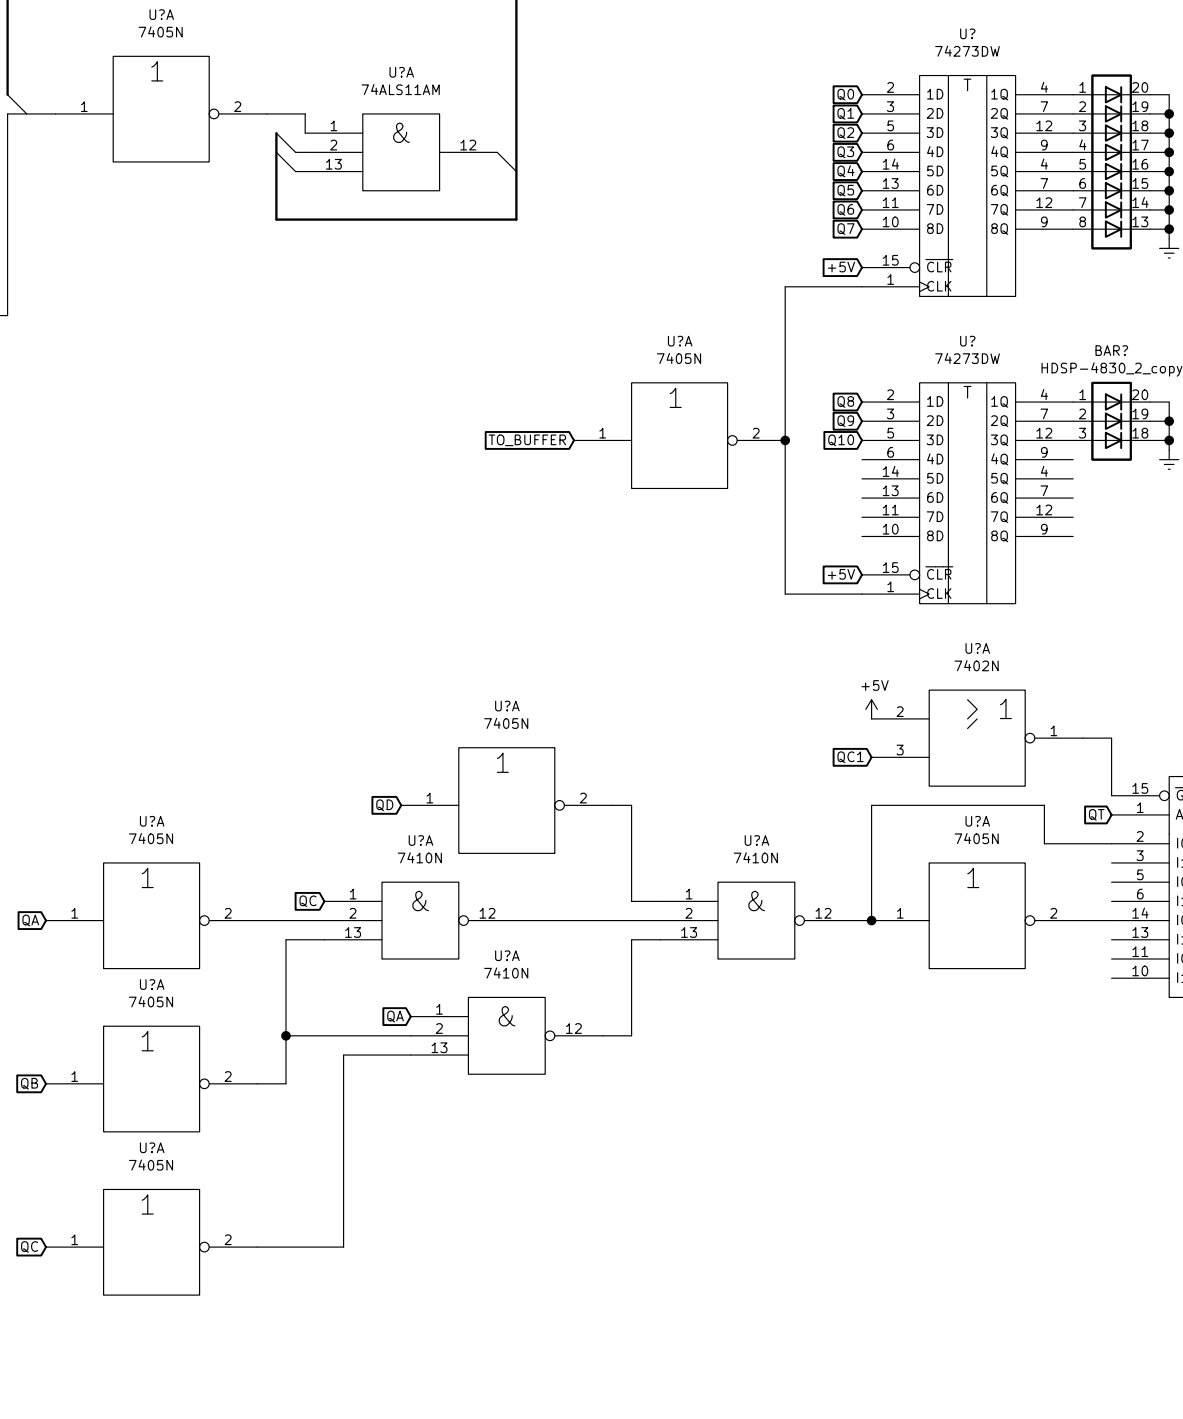 U?A
7405N
1
1
2
U?A
74ALS11AM
&
1
2
13
12
U?
74273DW
T
Q0 2 1D 1Q 4 1 20
Q1 3 2D 2Q 7 2 19
Q2 5 3D 3Q 12 3 18
Q3 6 4D 4Q 9 4 17
Q4 14 5D 5Q 4 5 16
Q5 13 6D 6Q 7 6 15
Q6 11 7D 7Q 12 7 14
Q7 10 8D 8Q 9 8 13
+5V 15 CLR
1 CLK
U?A
7405N
1
TO_BUFFER 1 2
U?
74273DW
T
BAR?
HDSP-4830_2_copy
Q8 2 1D 1Q 4 1 20
Q9 3 2D 2Q 7 2 19
Q10 5 3D 3Q 12 3 18
6 4D 4Q 9
14 5D 5Q 4
13 6D 6Q 7
11 7D 7Q 12
10 8D 8Q 9
+5V 15 CLR
1 CLK
U?A
7402N
+5V
2 ≥ 1
QC1 3
1
U?A
7405N
1
QD 1 2
U?A
7405N
1
QA 1 2
U?A
7410N
&
QC 1
2
13
12
U?A
7410N
&
1
2
13
12
U?A
7405N
1
1 2
15
QT 1
2
3
5
6
14
13
11
10
U?A
7410N
&
QA 1
2
13
12
U?A
7405N
1
QB 1 2
U?A
7405N
1
QC 1 2